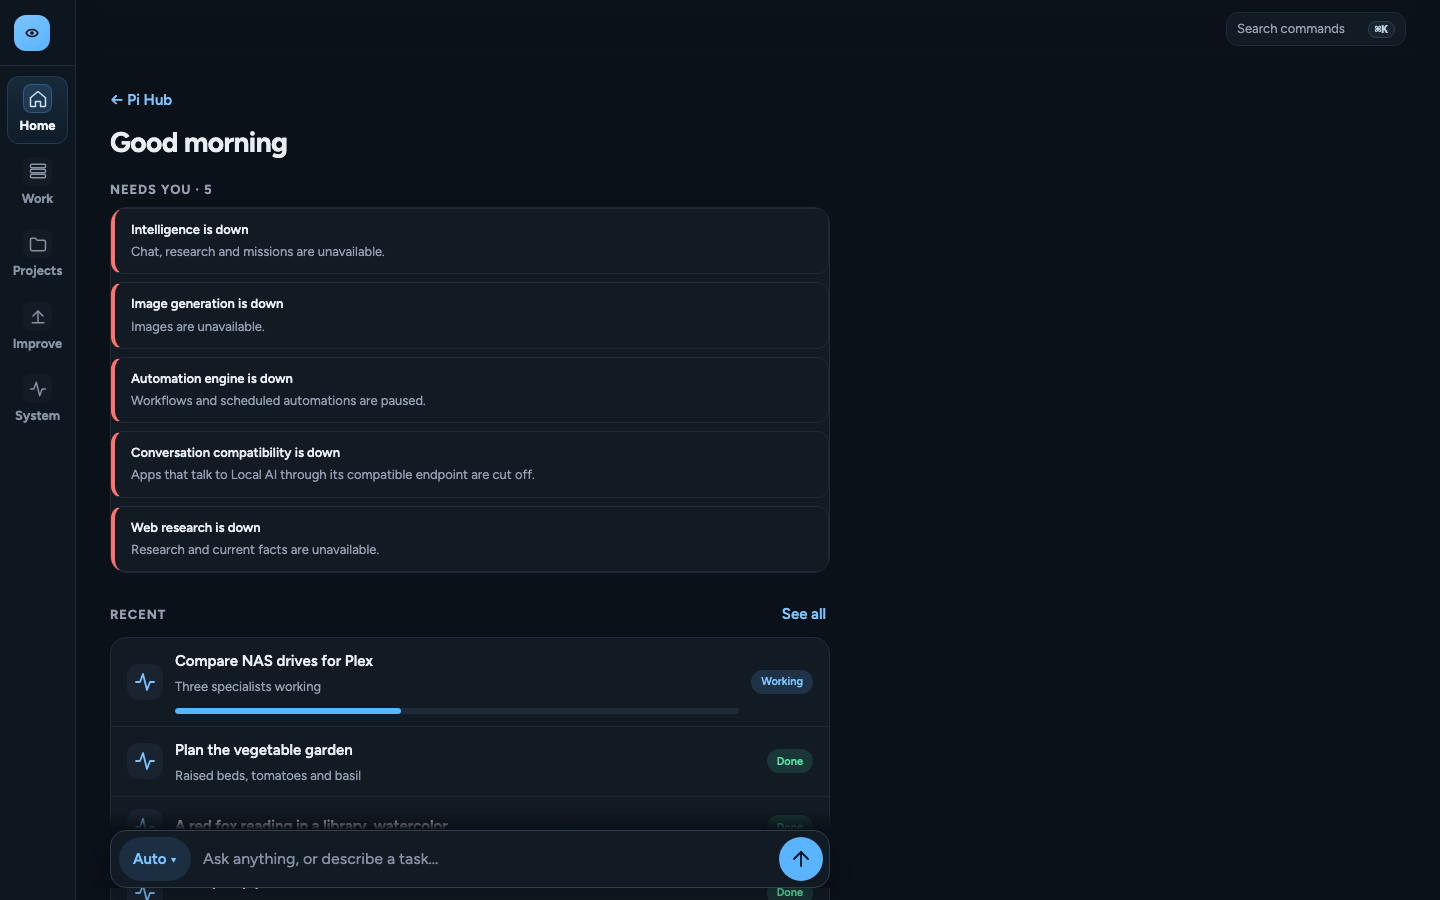 Search commands ⌘K
Home
Work
Projects
Improve
System
← Pi Hub
Good morning
NEEDS YOU · 5
Intelligence is down
Chat, research and missions are unavailable.
Image generation is down
Images are unavailable.
Automation engine is down
Workflows and scheduled automations are paused.
Conversation compatibility is down
Apps that talk to Local AI through its compatible endpoint are cut off.
Web research is down
Research and current facts are unavailable.
RECENT See all
Compare NAS drives for Plex
Three specialists working
Working
Plan the vegetable garden
Raised beds, tomatoes and basil
Done
A red fox reading in a library, watercolor
Done
Auto ▾ Ask anything, or describe a task...
Done